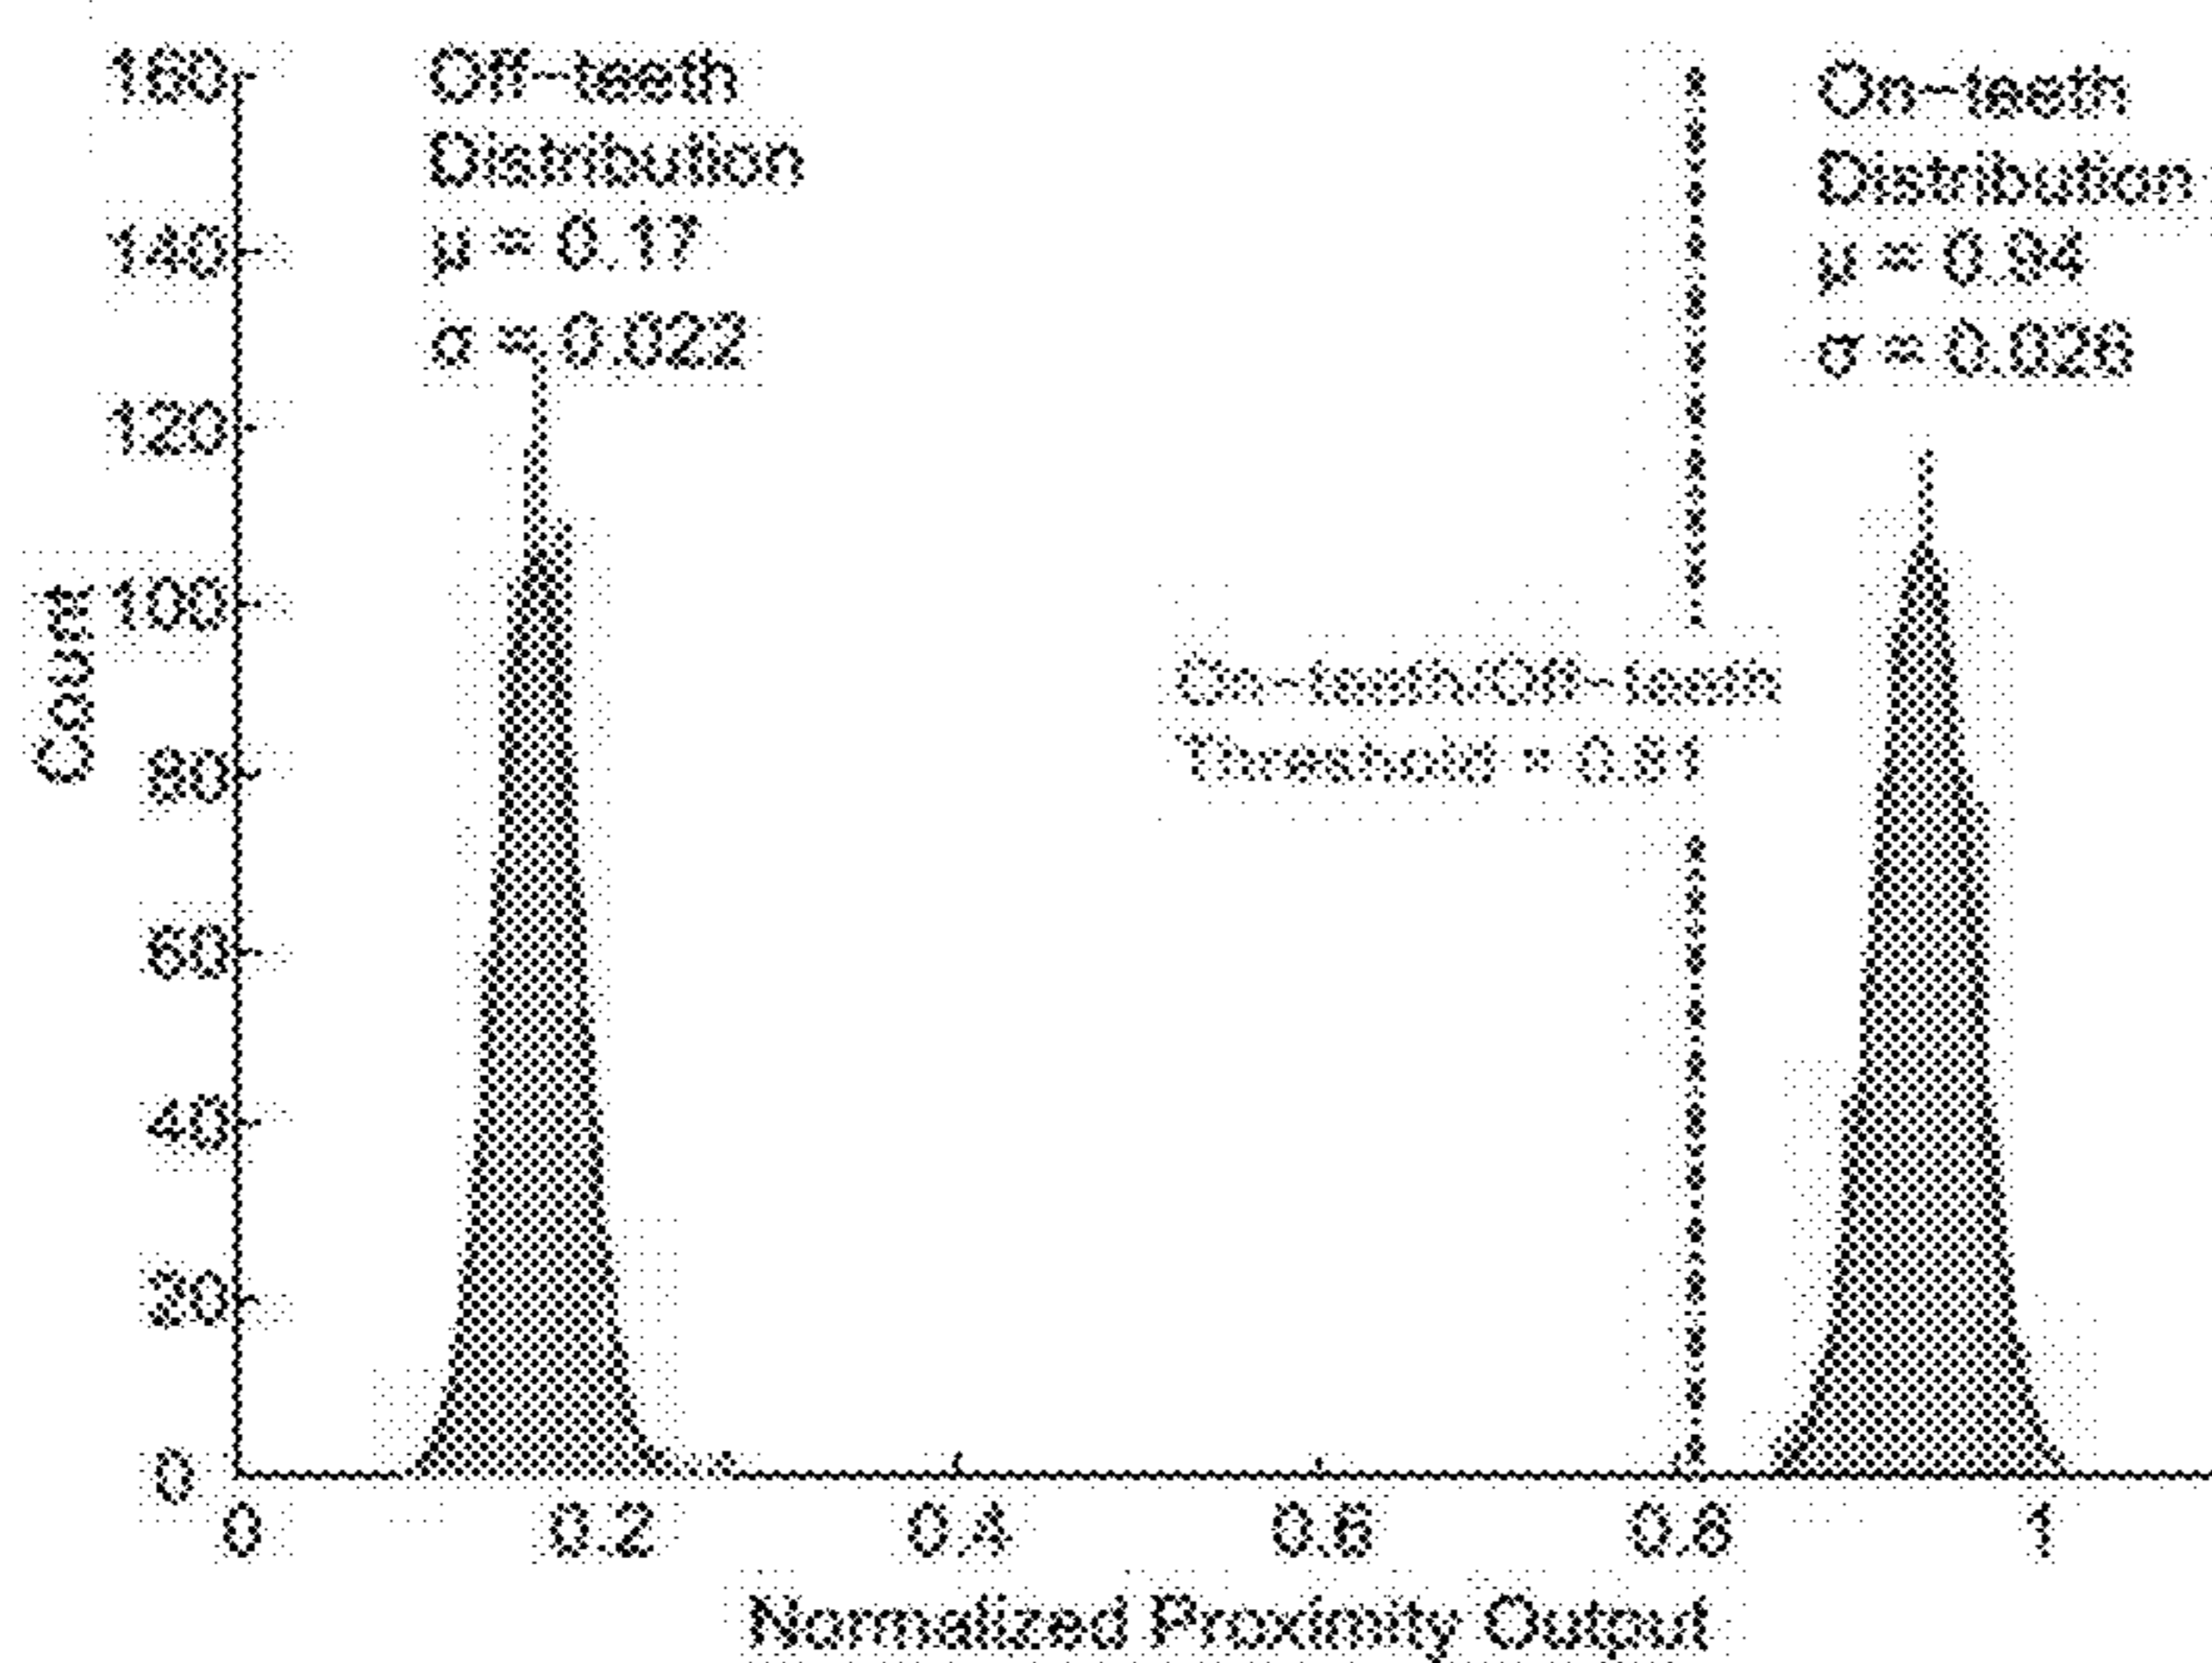 160
140
120
100
80
60
40
20
0
Count
Off-teeth
Distribution
μ = 0.17
σ = 0.022
On-teeth/Off-teeth
Threshold = 0.81
On-teeth
Distribution
μ = 0.94
σ = 0.026
0 0.2 0.4 0.6 0.8 1
Normalized Proximity Output